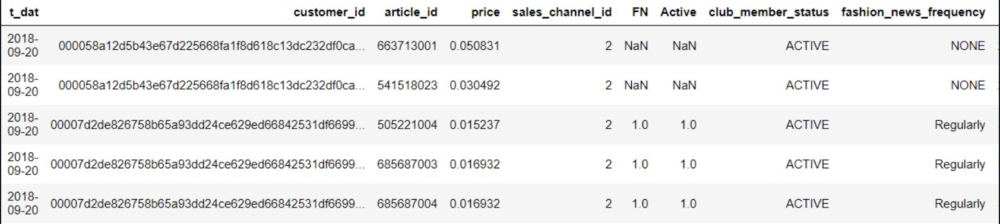 t_dat customer_id article_id price sales_channel_id FN Active club_member_status fashion_news_frequency
2018-
09-20 000058a12d5b43e67d225668fa1f8d618c13dc232df0ca... 663713001 0.050831 2 NaN NaN ACTIVE NONE
2018-
09-20 000058a12d5b43e67d225668fa1f8d618c13dc232df0ca... 541518023 0.030492 2 NaN NaN ACTIVE NONE
2018-
09-20 00007d2de826758b65a93dd24ce629ed66842531df6699... 505221004 0.015237 2 1.0 1.0 ACTIVE Regularly
2018-
09-20 00007d2de826758b65a93dd24ce629ed66842531df6699... 685687003 0.016932 2 1.0 1.0 ACTIVE Regularly
2018-
09-20 00007d2de826758b65a93dd24ce629ed66842531df6699... 685687004 0.016932 2 1.0 1.0 ACTIVE Regularly